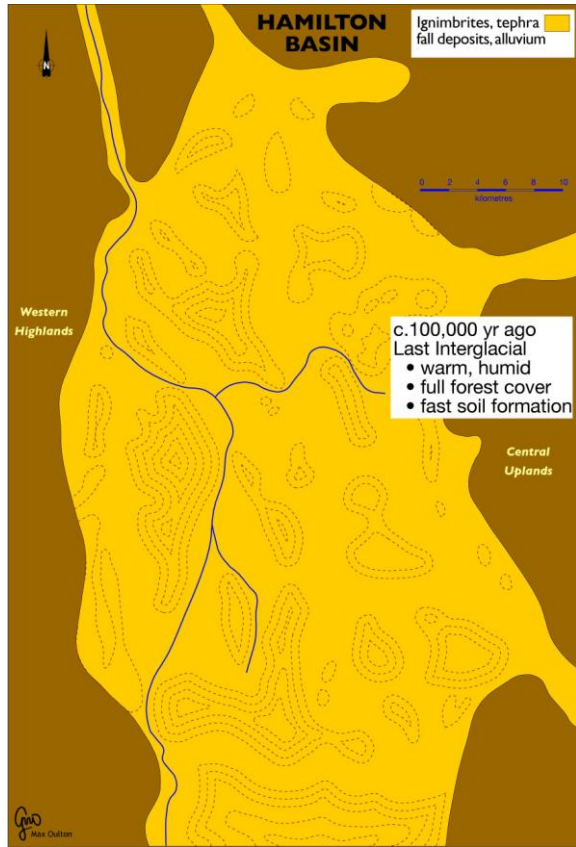 HAMILTON
BASIN
Ignimbrites, tephra
fall deposits, alluvium
N
0 2 4 6 8 10
kilometres
Western
Highlands
c.100,000 yr ago
Last Interglacial
• warm, humid
• full forest cover
• fast soil formation
Central
Uplands
Max Oulton